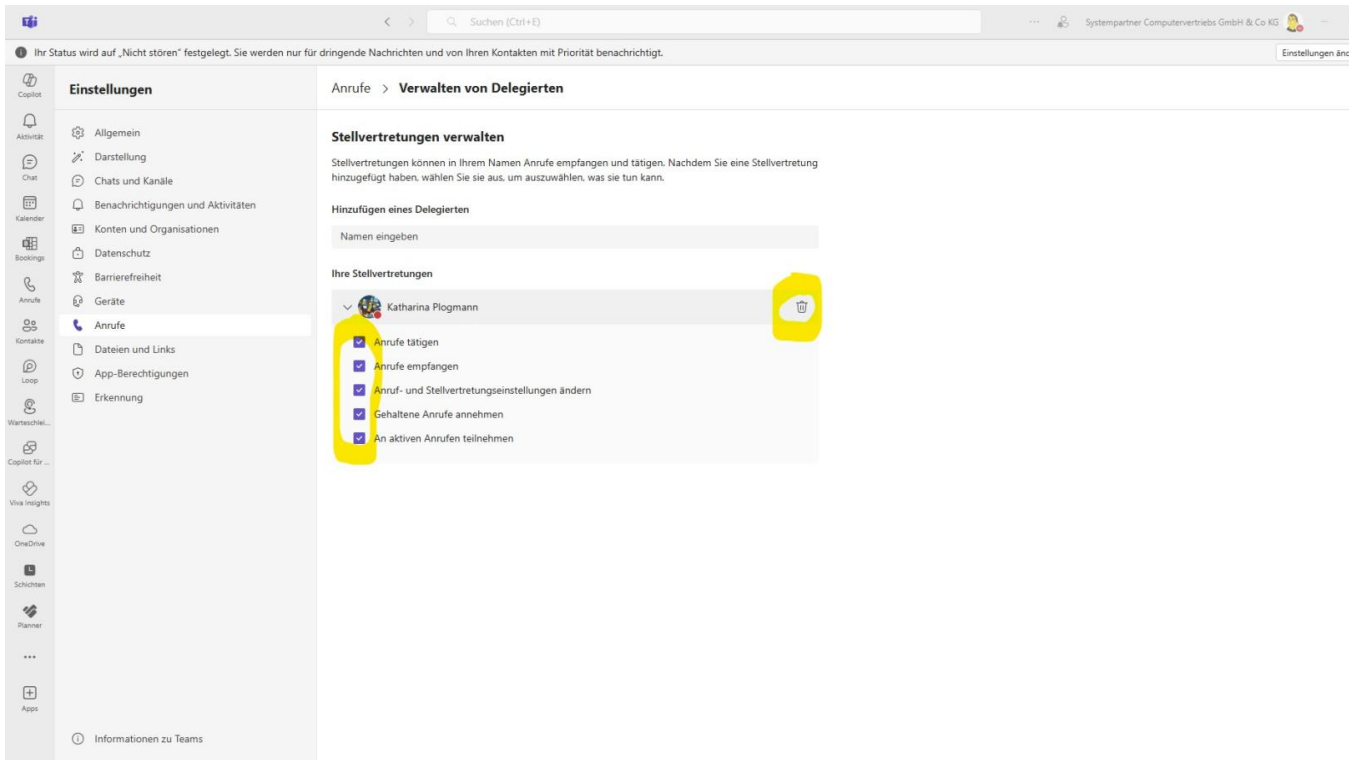 Suchen (Ctrl+E)
Systempartner Computervertriebs GmbH & Co KG
Ihr Status wird auf „Nicht stören“ festgelegt. Sie werden nur für dringende Nachrichten und von Ihren Kontakten mit Priorität benachrichtigt.
Einstellungen änd
Copilot
Aktivität
Chat
Kalender
Bookings
Anrufe
Kontakte
Loop
Warteschlei...
Copilot für ...
Viva Insights
OneDrive
Schichten
Planner
Apps
Einstellungen
Allgemein
Darstellung
Chats und Kanäle
Benachrichtigungen und Aktivitäten
Konten und Organisationen
Datenschutz
Barrierefreiheit
Geräte
Anrufe
Dateien und Links
App-Berechtigungen
Erkennung
Informationen zu Teams
Anrufe > Verwalten von Delegierten
Stellvertretungen verwalten
Stellvertretungen können in Ihrem Namen Anrufe empfangen und tätigen. Nachdem Sie eine Stellvertretung
hinzugefügt haben, wählen Sie sie aus, um auszuwählen, was sie tun kann.
Hinzufügen eines Delegierten
Namen eingeben
Ihre Stellvertretungen
Katharina Plogmann
Anrufe tätigen
Anrufe empfangen
Anruf- und Stellvertretungseinstellungen ändern
Gehaltene Anrufe annehmen
An aktiven Anrufen teilnehmen